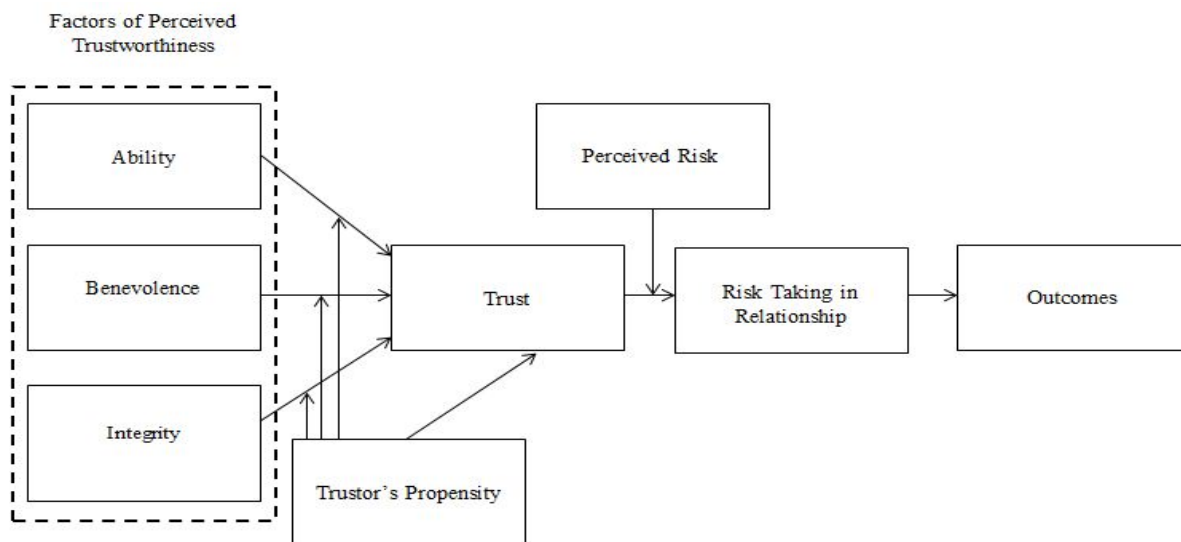 Factors of Perceived
Trustworthiness
Ability
Benevolence
Integrity
Trustor's Propensity
Trust
Perceived Risk
Risk Taking in
Relationship
Outcomes